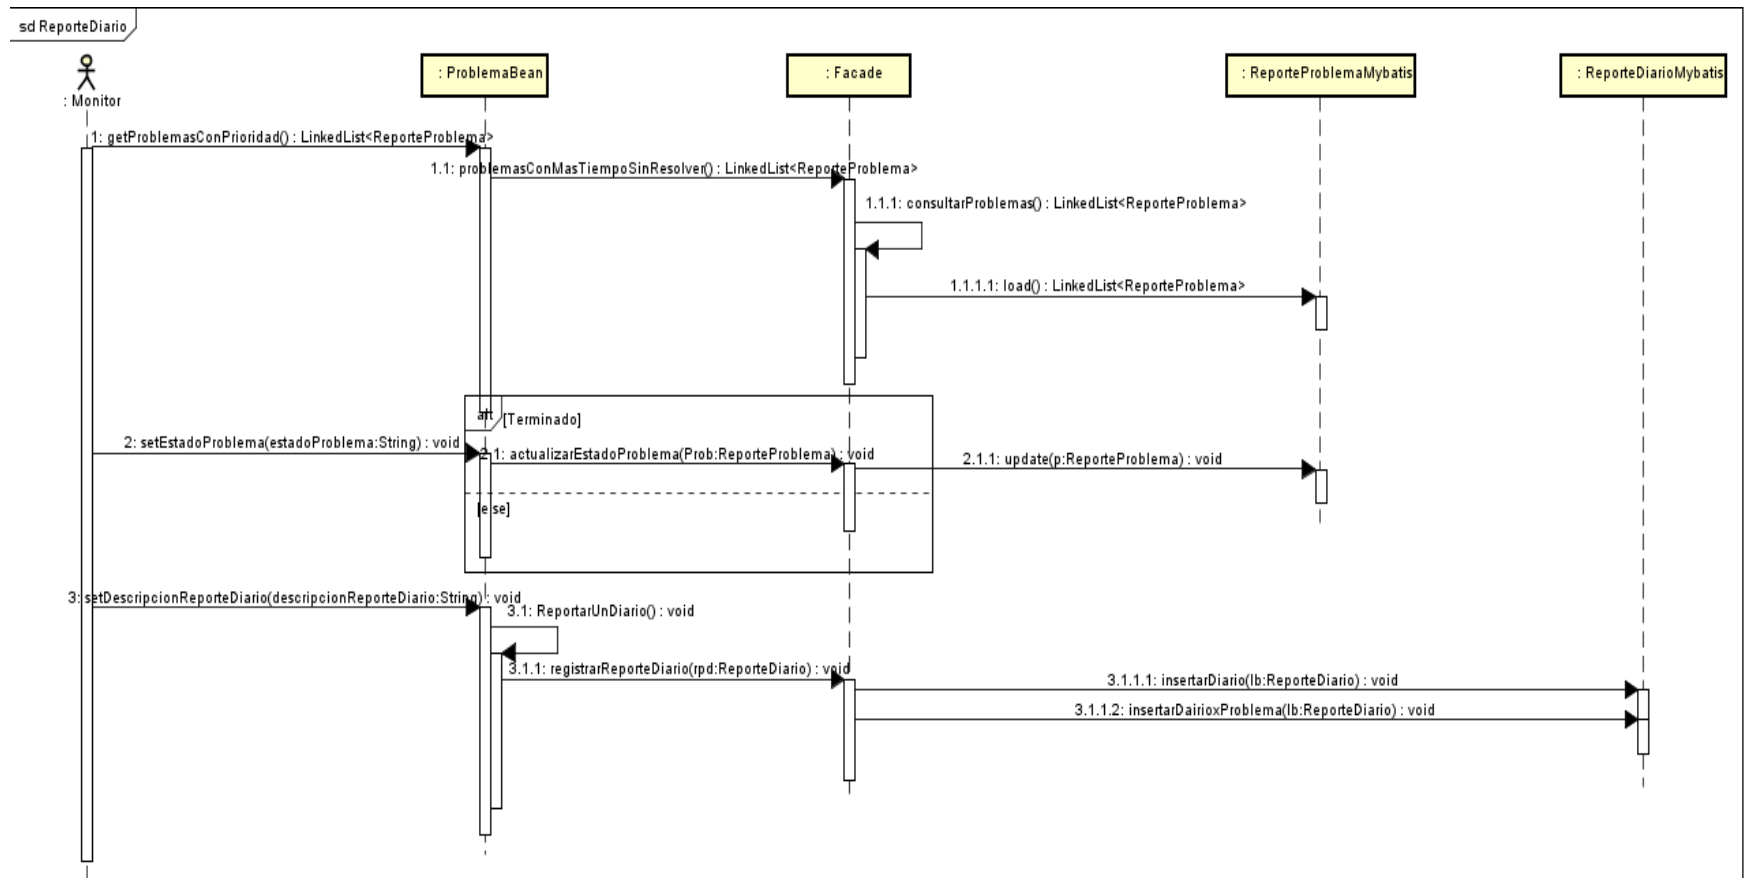 sd ReporteDiario
: Monitor
: ProblemaBean
: Facade
: ReporteProblemaMybatis
: ReporteDiarioMybatis
1: getProblemasConPrioridad() : LinkedList<ReporteProblema>
1.1: problemasConMasTiempoSinResolver() : LinkedList<ReporteProblema>
1.1.1: consultarProblemas() : LinkedList<ReporteProblema>
1.1.1.1: load() : LinkedList<ReporteProblema>
alt
[Terminado]
2: setEstadoProblema(estadoProblema:String) : void
2.1: actualizarEstadoProblema(Prob:ReporteProblema) : void
2.1.1: update(p:ReporteProblema) : void
[else]
3: setDescripcionReporteDiario(descripcionReporteDiario:String) : void
3.1: ReportarUnDiario() : void
3.1.1: registrarReporteDiario(rpd:ReporteDiario) : void
3.1.1.1: insertarDiario(lb:ReporteDiario) : void
3.1.1.2: insertarDairioxProblema(lb:ReporteDiario) : void